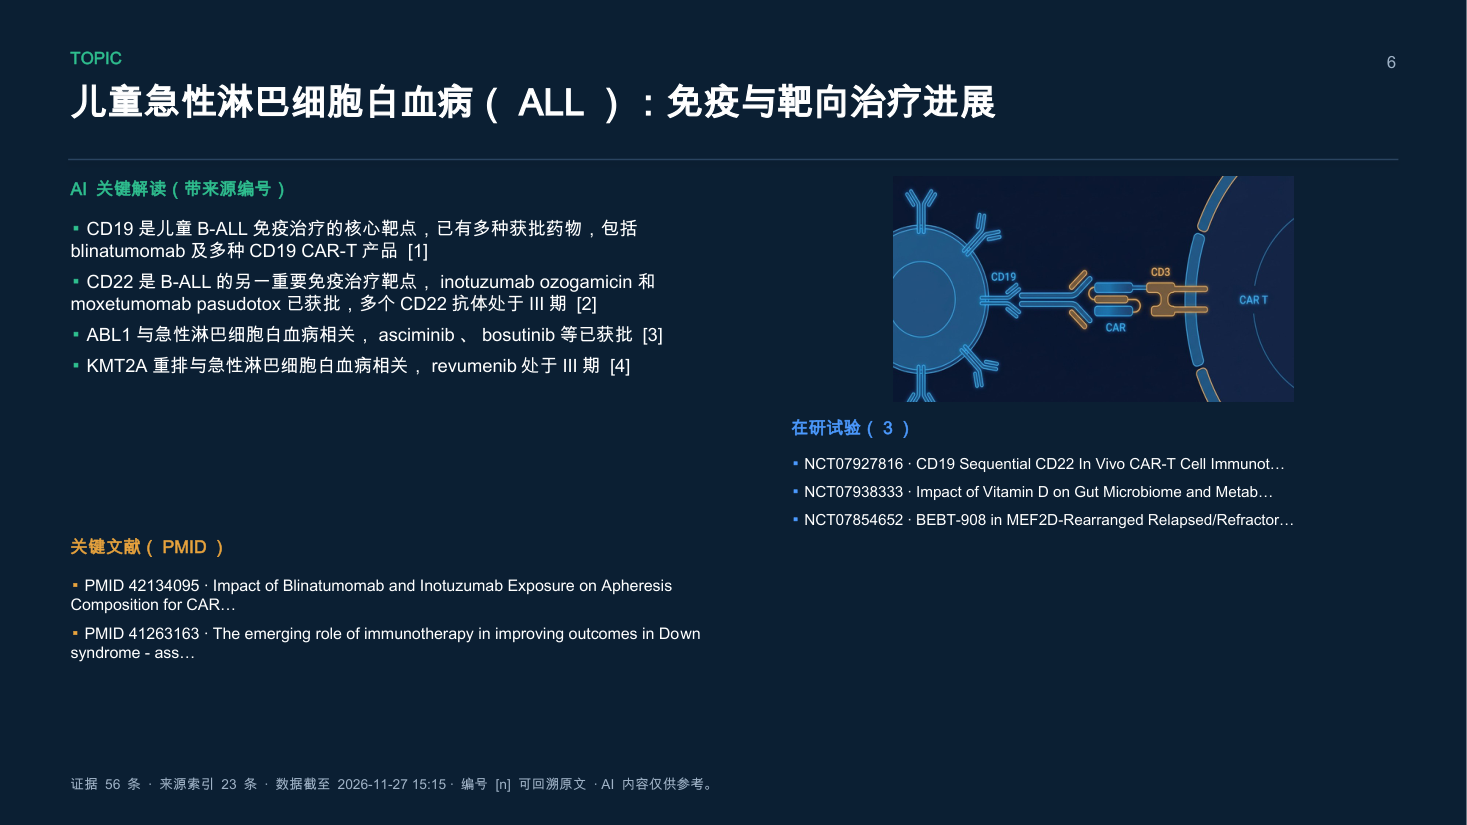 TOPIC
6
儿童急性淋巴细胞白血病（ ALL ）：免疫与靶向治疗进展
AI 关键解读（带来源编号）
▪ CD19 是儿童 B-ALL 免疫治疗的核心靶点，已有多种获批药物，包括
blinatumomab 及多种 CD19 CAR-T 产品 [1]
▪ CD22 是 B-ALL 的另一重要免疫治疗靶点， inotuzumab ozogamicin 和
moxetumomab pasudotox 已获批，多个 CD22 抗体处于 III 期 [2]
▪ ABL1 与急性淋巴细胞白血病相关， asciminib 、 bosutinib 等已获批 [3]
▪ KMT2A 重排与急性淋巴细胞白血病相关， revumenib 处于 III 期 [4]
CD19
CAR
CD3
CAR T
在研试验（ 3 ）
▪ NCT07927816 · CD19 Sequential CD22 In Vivo CAR-T Cell Immunot…
▪ NCT07938333 · Impact of Vitamin D on Gut Microbiome and Metab…
▪ NCT07854652 · BEBT-908 in MEF2D-Rearranged Relapsed/Refractor…
关键文献（ PMID ）
▪ PMID 42134095 · Impact of Blinatumomab and Inotuzumab Exposure on Apheresis
Composition for CAR…
▪ PMID 41263163 · The emerging role of immunotherapy in improving outcomes in Down
syndrome - ass…
证据 56 条 · 来源索引 23 条 · 数据截至 2026-11-27 15:15 · 编号 [n] 可回溯原文 · AI 内容仅供参考。